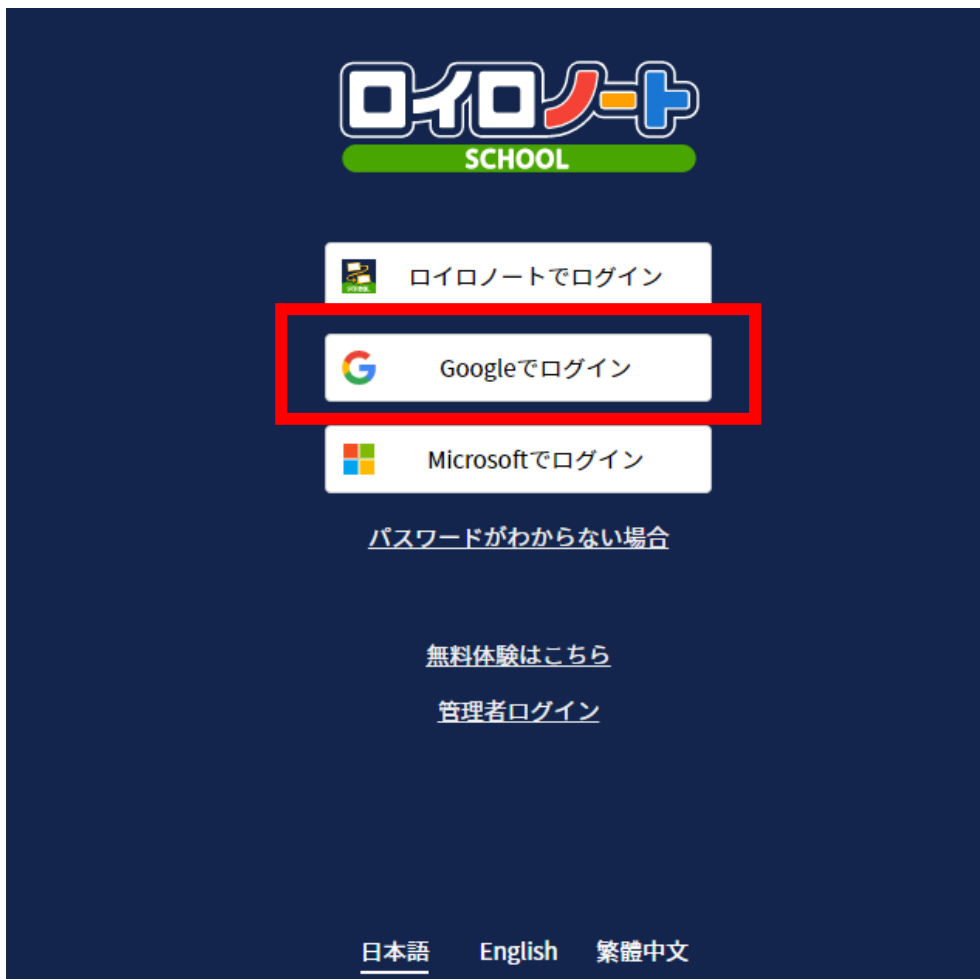 ロイロノート
SCHOOL
ロイロノートでログイン
Googleでログイン
Microsoftでログイン
パスワードがわからない場合
無料体験はこちら
管理者ログイン
日本語 English 繁體中文